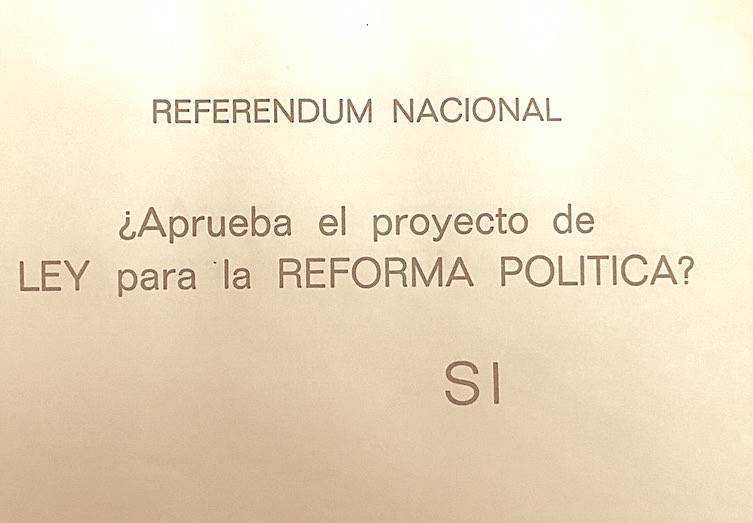 REFERENDUM NACIONAL
¿Aprueba el proyecto de
LEY para la REFORMA POLITICA?
SI